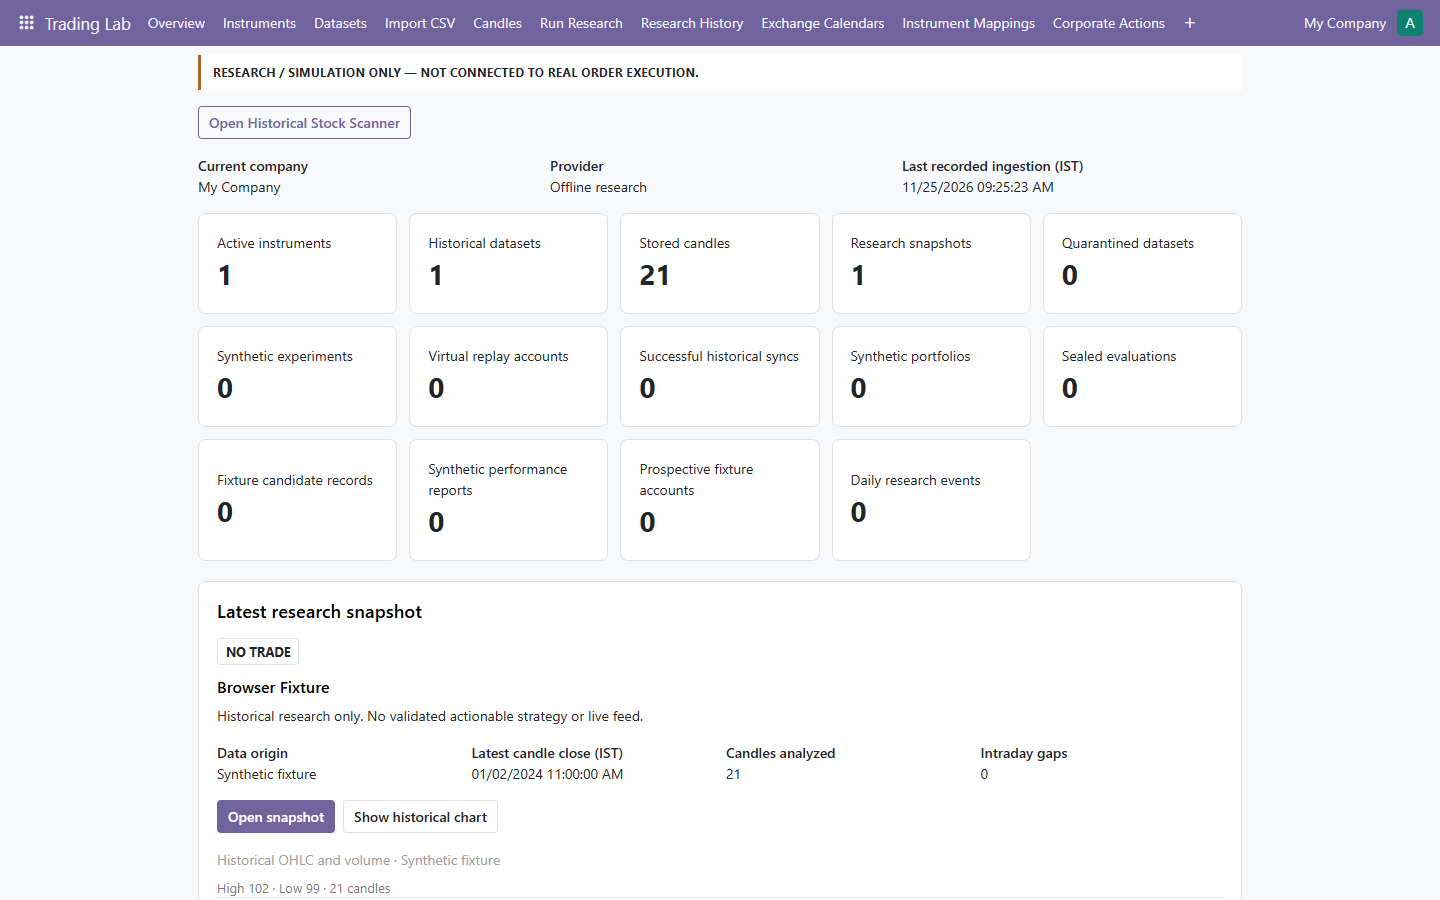 Trading Lab Overview Instruments Datasets Import CSV Candles Run Research Research History Exchange Calendars Instrument Mappings Corporate Actions + My Company A
RESEARCH / SIMULATION ONLY — NOT CONNECTED TO REAL ORDER EXECUTION.
Open Historical Stock Scanner
Current company Provider Last recorded ingestion (IST)
My Company Offline research 11/25/2026 09:25:23 AM
Active instruments Historical datasets Stored candles Research snapshots Quarantined datasets
1 1 21 1 0
Synthetic experiments Virtual replay accounts Successful historical syncs Synthetic portfolios Sealed evaluations
0 0 0 0 0
Fixture candidate records
0
Synthetic performance
reports
0
Prospective fixture
accounts
0
Daily research events
0
Latest research snapshot
NO TRADE
Browser Fixture
Historical research only. No validated actionable strategy or live feed.
Data origin Latest candle close (IST) Candles analyzed Intraday gaps
Synthetic fixture 01/02/2024 11:00:00 AM 21 0
Open snapshot Show historical chart
Historical OHLC and volume · Synthetic fixture
High 102 · Low 99 · 21 candles